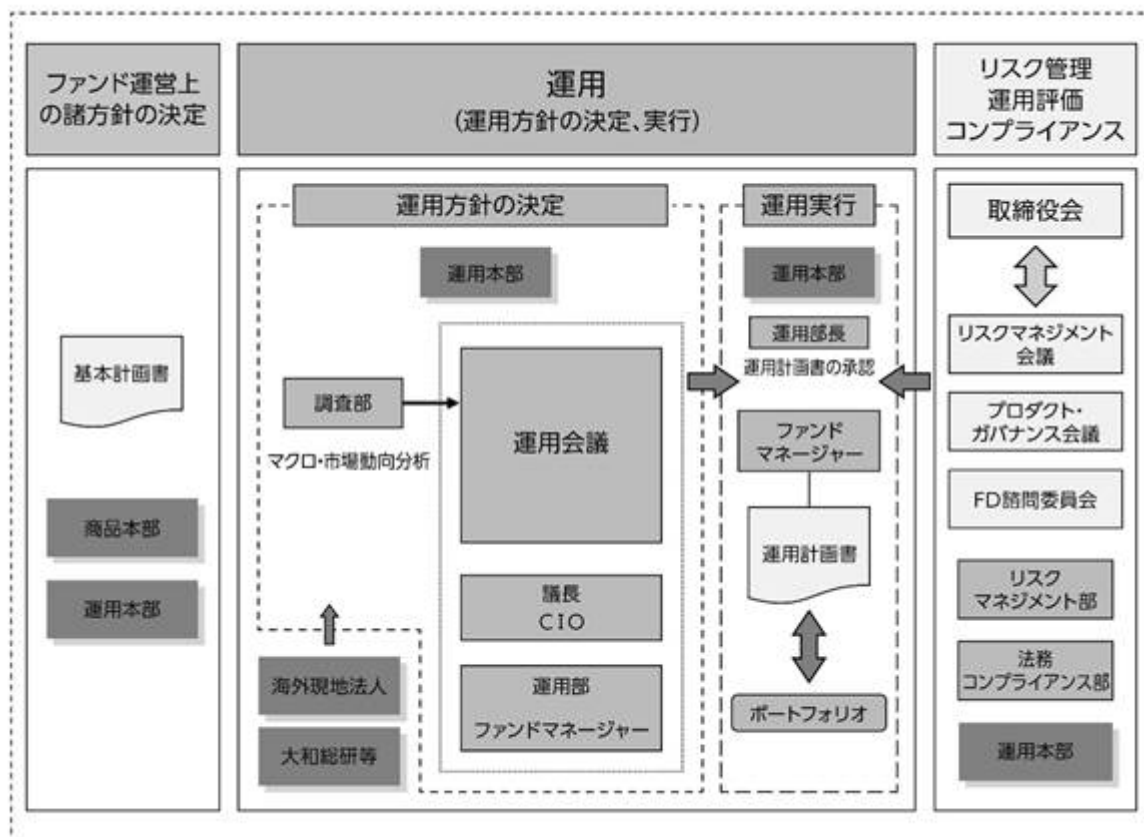 ファンド運営上
の諸方針の決定
運用
(運用方針の決定、実行)
リスク管理
運用評価
コンプライアンス
基本計画書
商品本部
運用本部
運用方針の決定
運用本部
調査部
マクロ・市場動向分析
運用会議
議長
CIO
運用部
ファンドマネージャー
海外現地法人
大和総研等
運用実行
運用本部
運用部長
運用計画書の承認
ファンド
マネージャー
運用計画書
ポートフォリオ
取締役会
リスクマネジメント
会議
プロダクト・
ガバナンス会議
FD諮問委員会
リスク
マネジメント部
法務
コンプライアンス部
運用本部